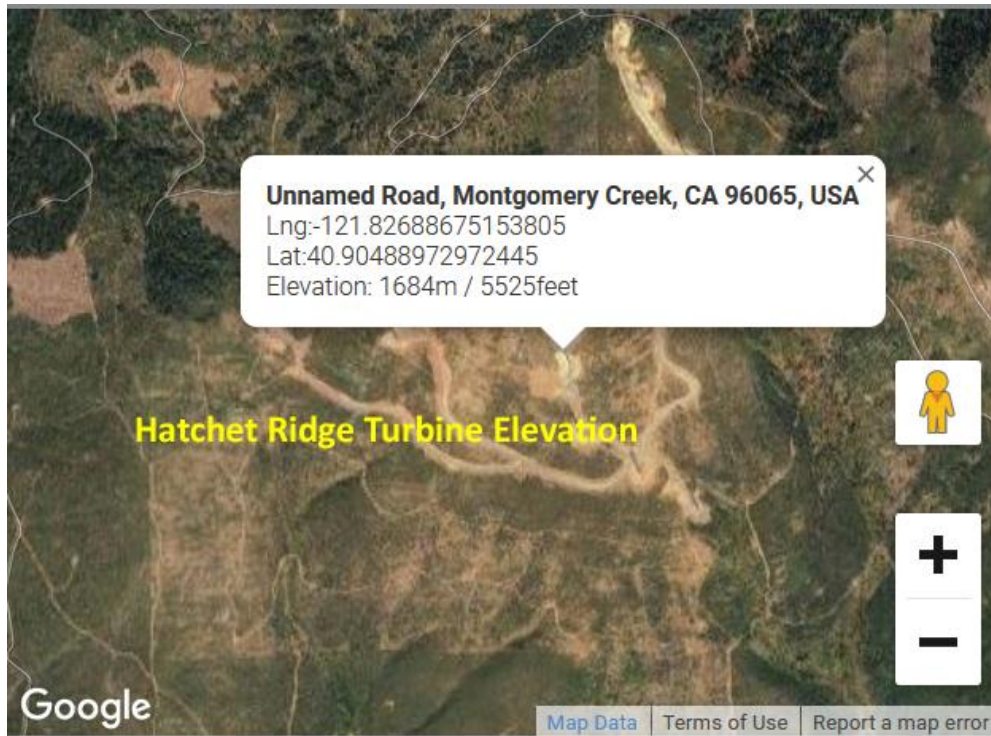 Unnamed Road, Montgomery Creek, CA 96065, USA
Lng:-121.82688675153805
Lat:40.90488972972445
Elevation: 1684m / 5525feet
Hatchet Ridge Turbine Elevation
Google
Map Data
Terms of Use
Report a map error